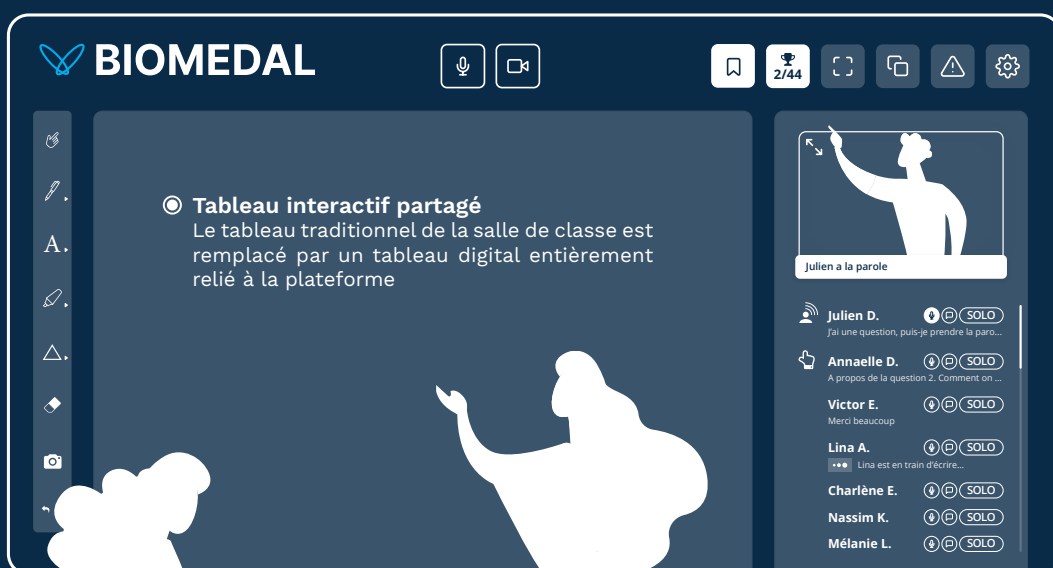 BIOMEDAL
2/44
A
Tableau interactif partagé
Le tableau traditionnel de la salle de classe est
remplacé par un tableau digital entièrement
relié à la plateforme
Julien a la parole
Julien D. SOLO
J'ai une question, puis-je prendre la paro...
Annaelle D. SOLO
A propos de la question 2. Comment on ...
Victor E. SOLO
Merci beaucoup
Lina A. SOLO
Lina est en train d'écrire...
Charlène E. SOLO
Nassim K. SOLO
Mélanie L. SOLO